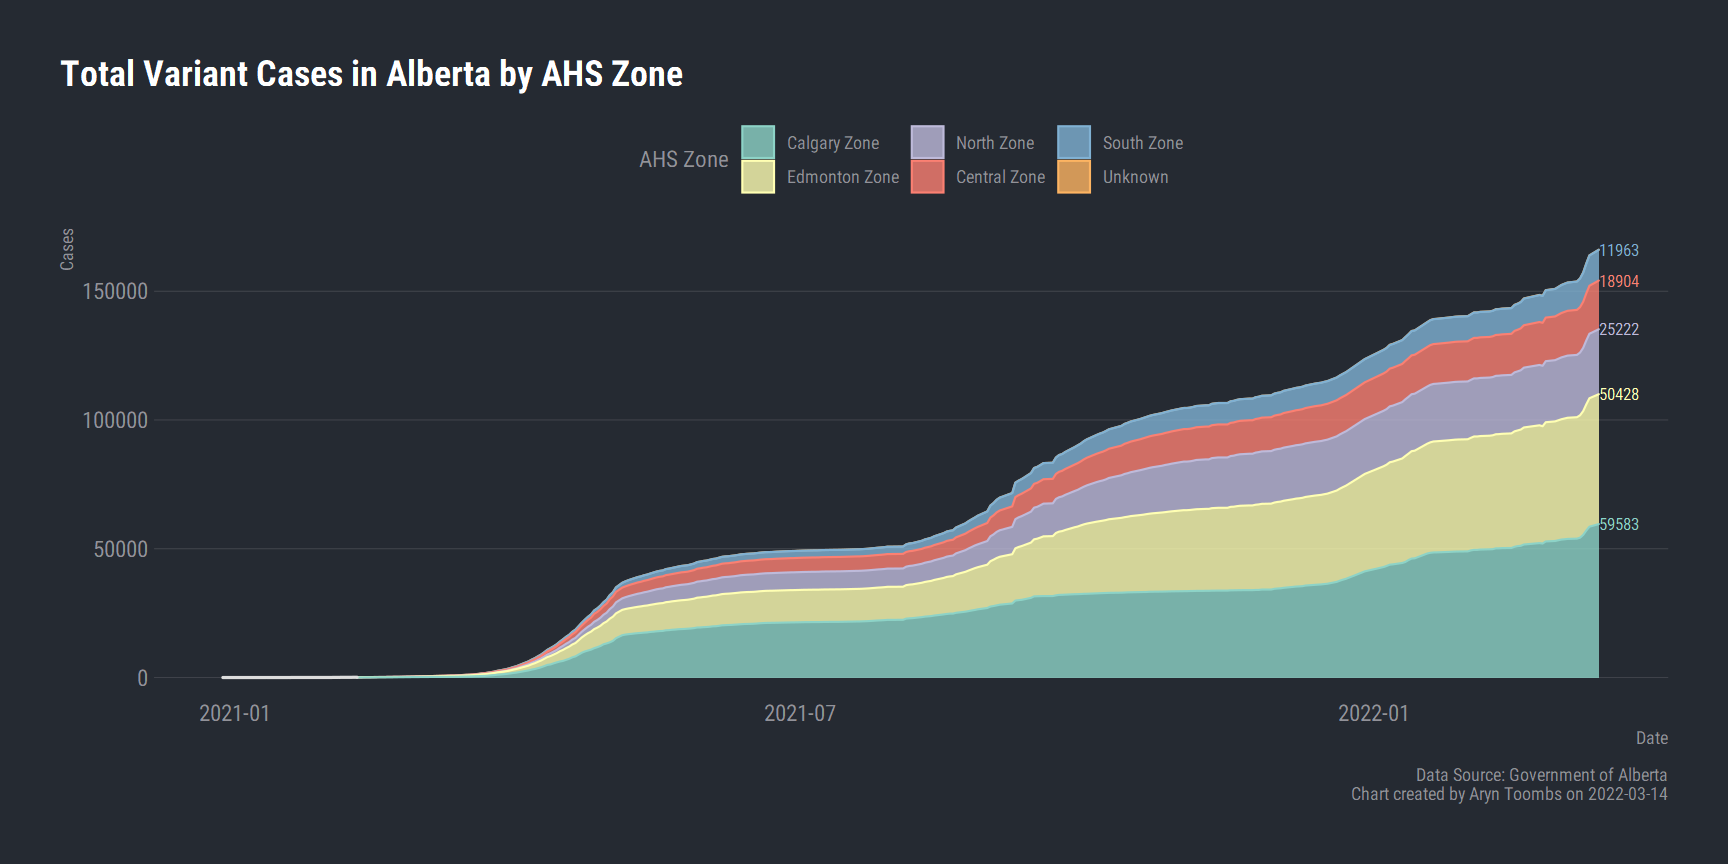 Total Variant Cases in Alberta by AHS Zone
AHS Zone
Calgary Zone
North Zone
South Zone
Edmonton Zone
Central Zone
Unknown
Cases
150000
100000
50000
0
11963
18904
25222
50428
59583
2021-01
2021-07
2022-01
Date
Data Source: Government of Alberta
Chart created by Aryn Toombs on 2022-03-14